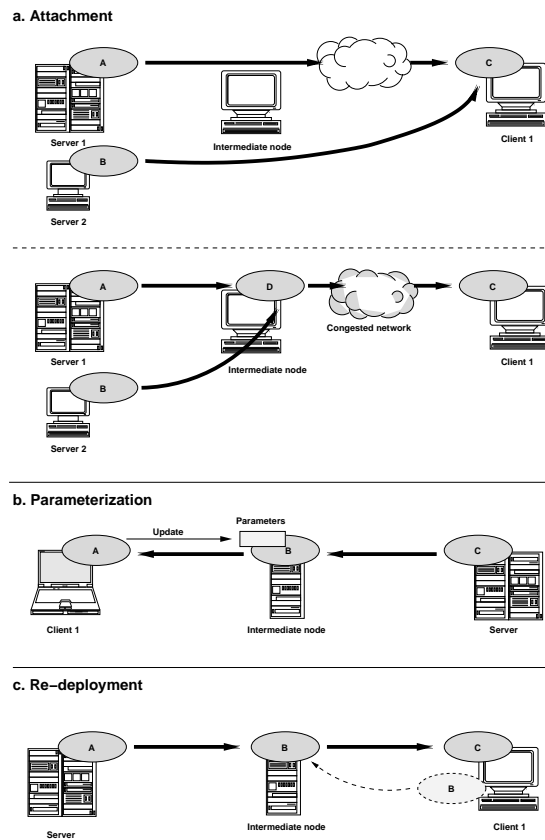 a. Attachment
A
C
Server 1
Intermediate node
Client 1
B
Server 2
A
D
C
Congested network
Server 1
Intermediate node
Client 1
B
Server 2
b. Parameterization
Parameters
Update
A
B
C
Client 1
Intermediate node
Server
c. Re−deployment
A
B
C
B
Server
Intermediate node
Client 1